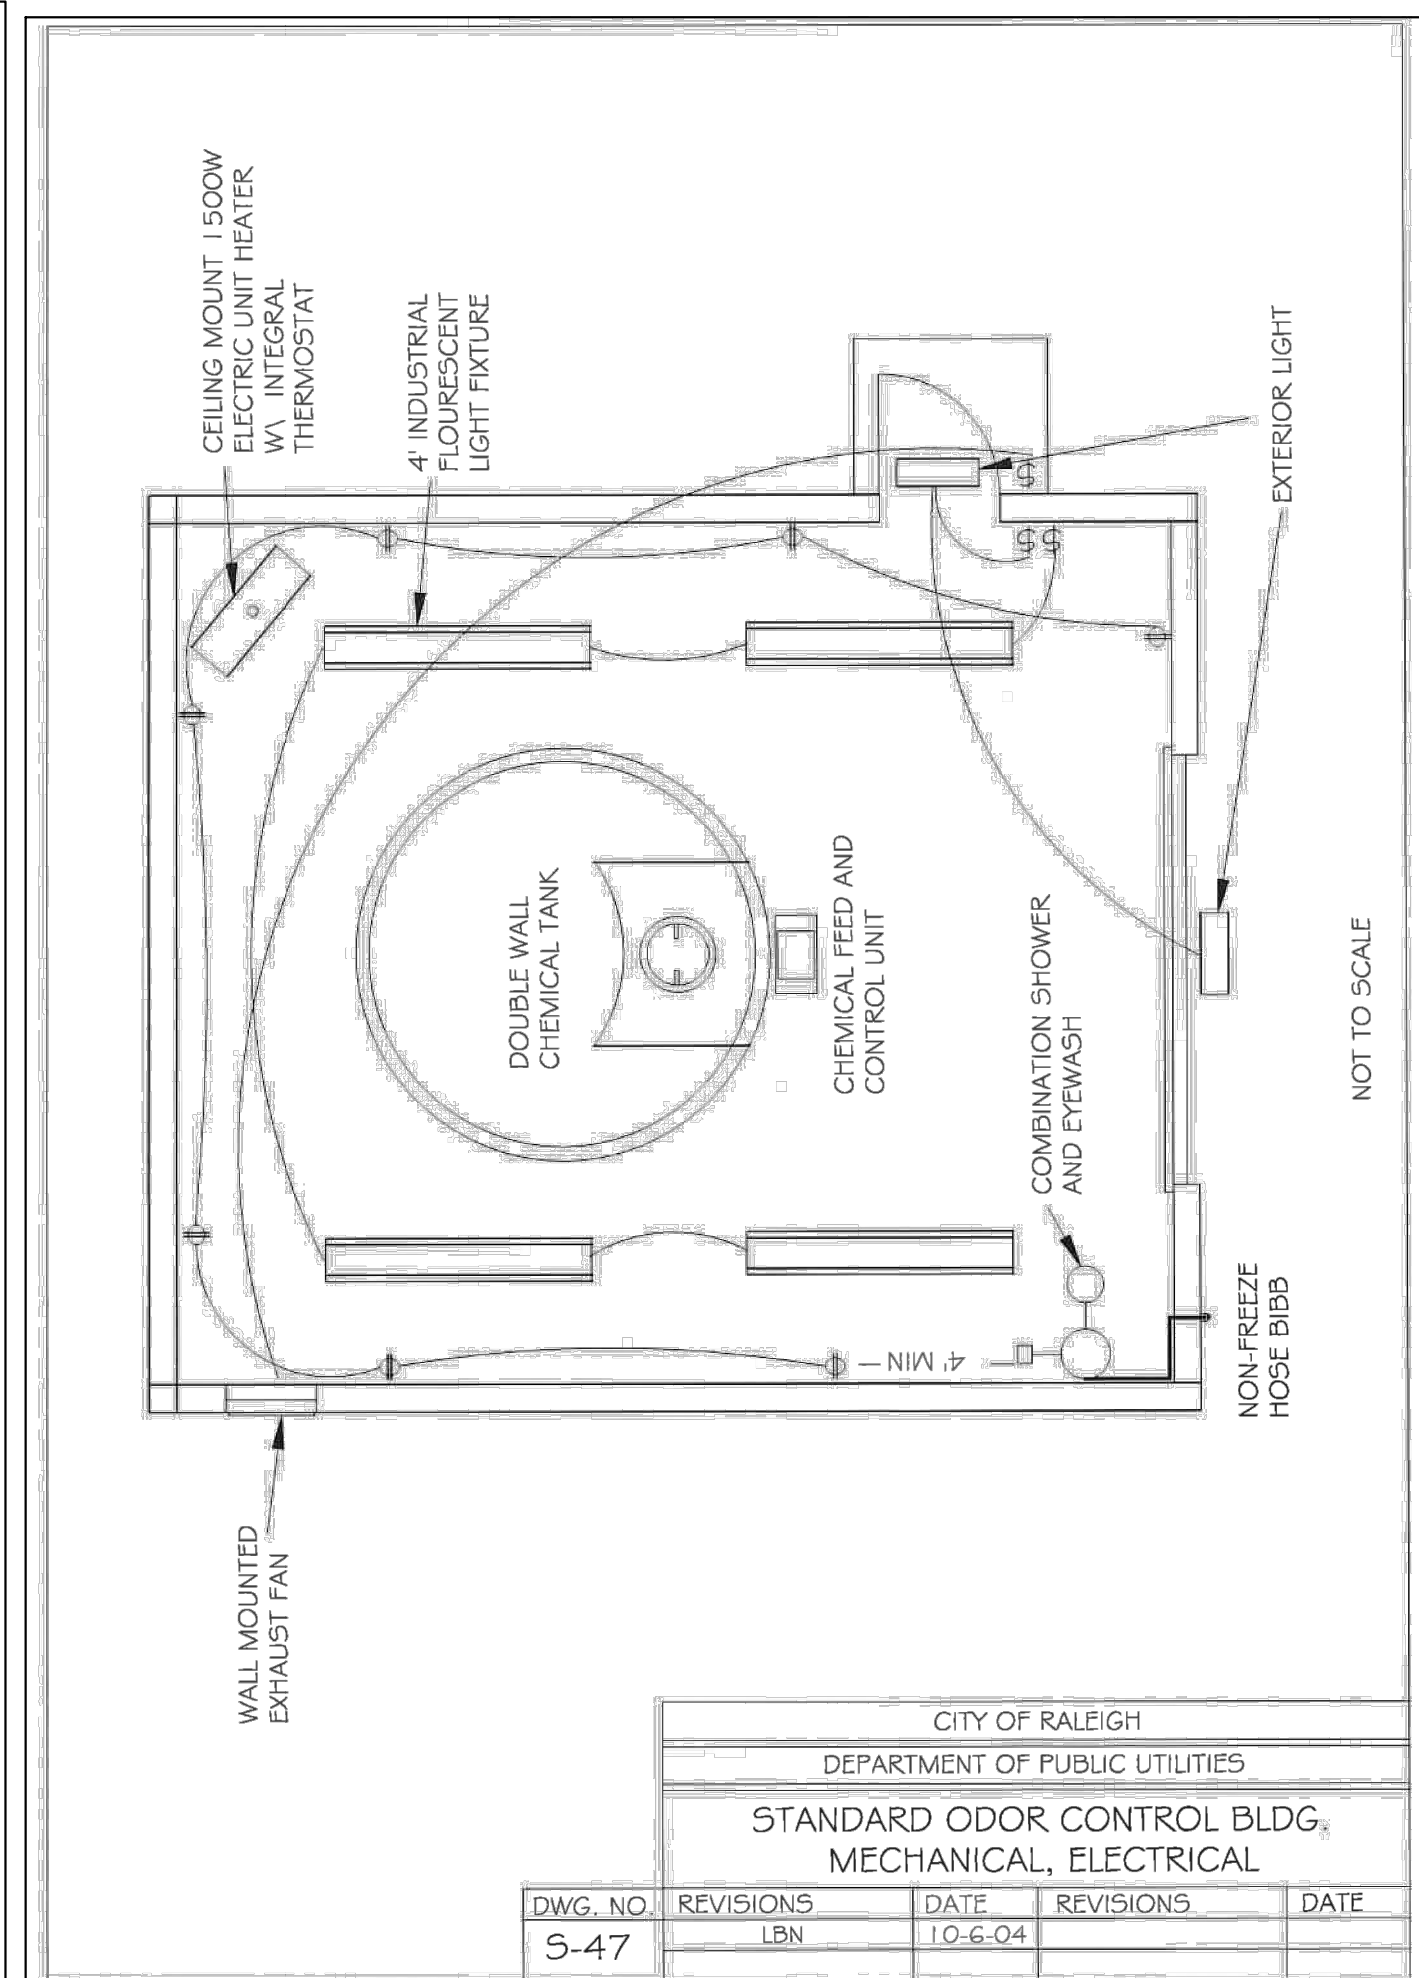 CEILING MOUNT 1500W
ELECTRIC UNIT HEATER
W\ INTEGRAL
THERMOSTAT
4' INDUSTRIAL
FLOURESCENT
LIGHT FIXTURE
EXTERIOR LIGHT
S
S S
DOUBLE WALL
CHEMICAL TANK
CHEMICAL FEED AND
CONTROL UNIT
COMBINATION SHOWER
AND EYEWASH
NOT TO SCALE
4' MIN
NON-FREEZE
HOSE BIBB
WALL MOUNTED
EXHAUST FAN
CITY OF RALEIGH
DEPARTMENT OF PUBLIC UTILITIES
STANDARD ODOR CONTROL BLDG.
MECHANICAL, ELECTRICAL
DWG. NO. REVISIONS DATE REVISIONS DATE
S-47 LBN 10-6-04